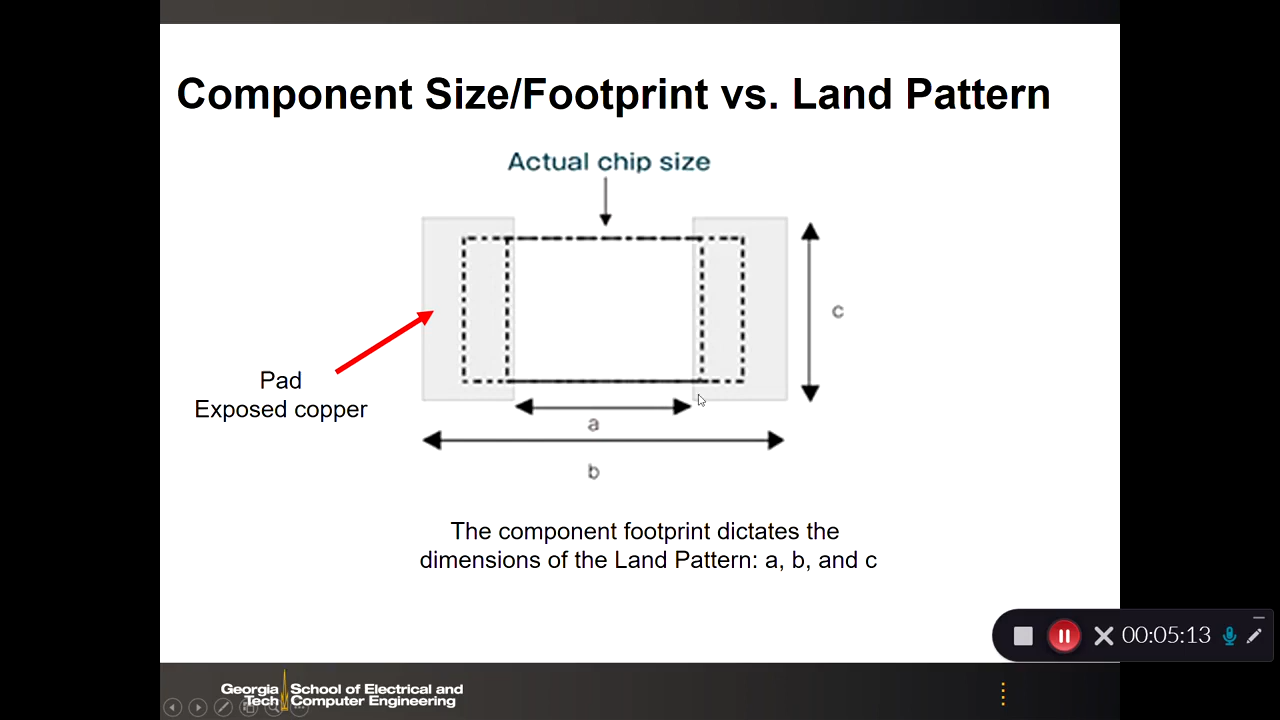 Component Size/Footprint vs. Land Pattern
Actual chip size
c
Pad
Exposed copper
a
b
The component footprint dictates the
dimensions of the Land Pattern: a, b, and c
00:05:13
Georgia Tech
School of Electrical and
Computer Engineering